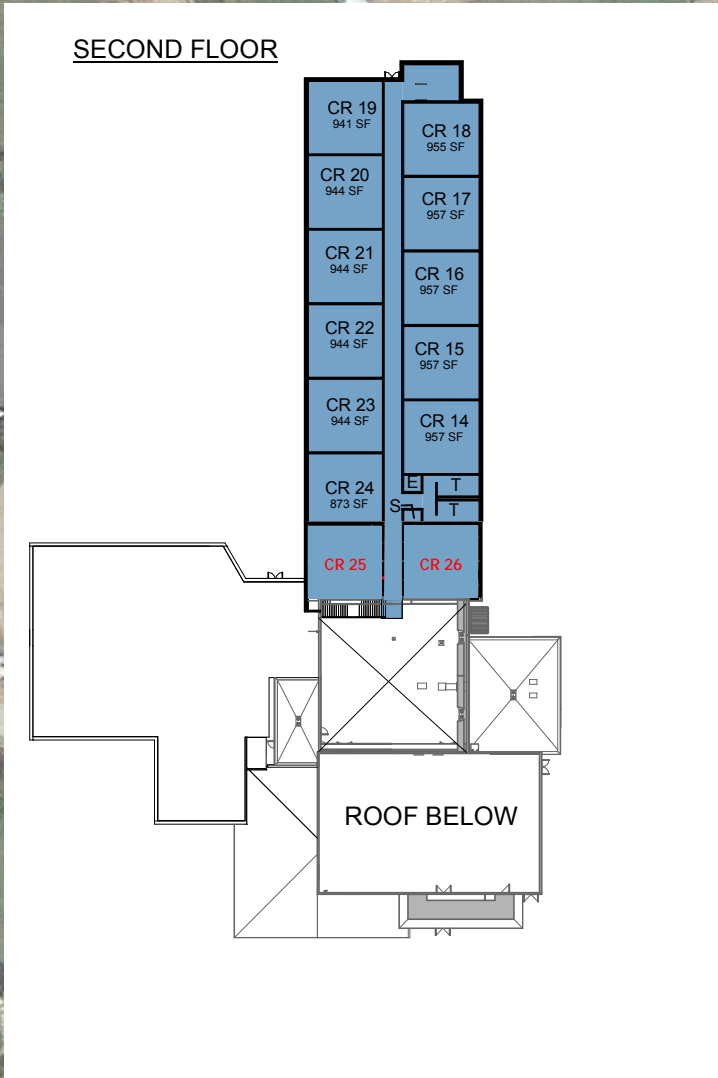 SECOND FLOOR
CR 19
941 SF
CR 20
944 SF
CR 21
944 SF
CR 22
944 SF
CR 23
944 SF
CR 24
873 SF
CR 25
CR 18
955 SF
CR 17
957 SF
CR 16
957 SF
CR 15
957 SF
CR 14
957 SF
E
T
S
T
CR 26
ROOF BELOW